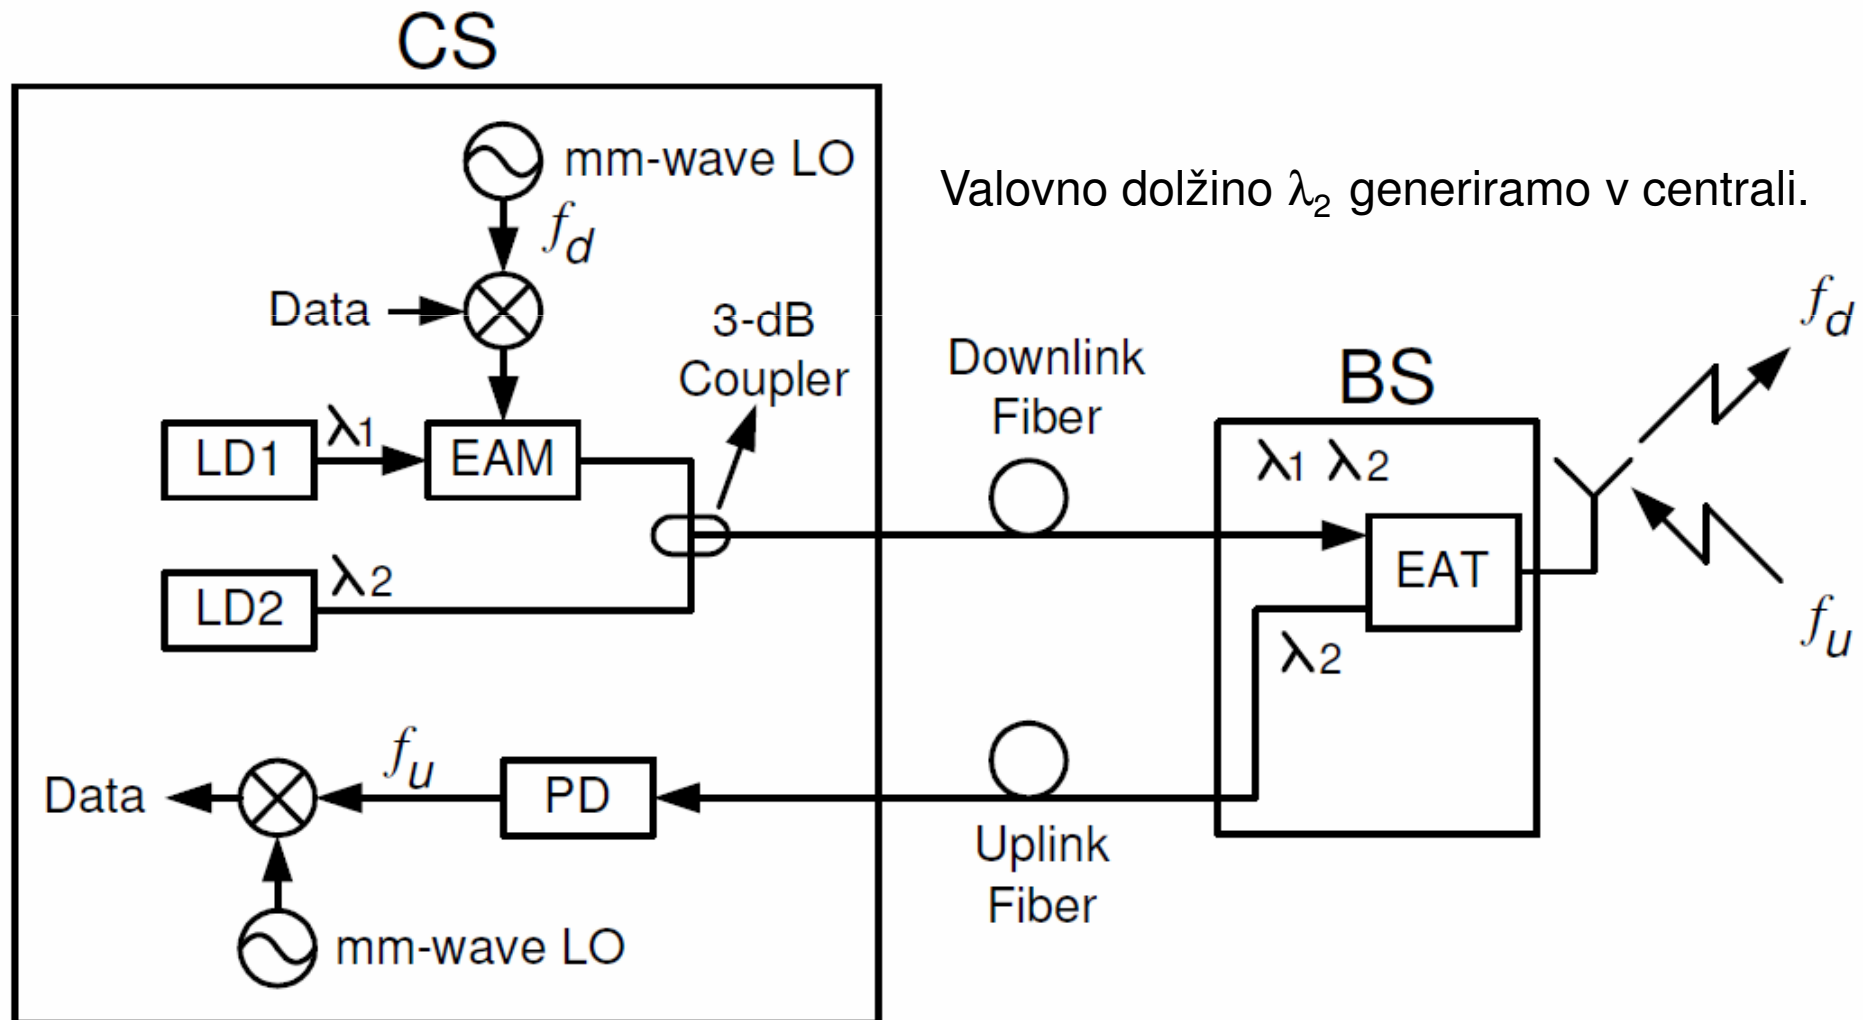 CS
mm-wave LO
f_d
Valovno dolžino λ₂ generiramo v centrali.
Data
3-dB
Coupler
f_d
Downlink
Fiber
BS
LD1
λ1
EAM
λ1 λ2
LD2
λ2
EAT
f_u
λ2
Data
f_u
PD
Uplink
Fiber
mm-wave LO